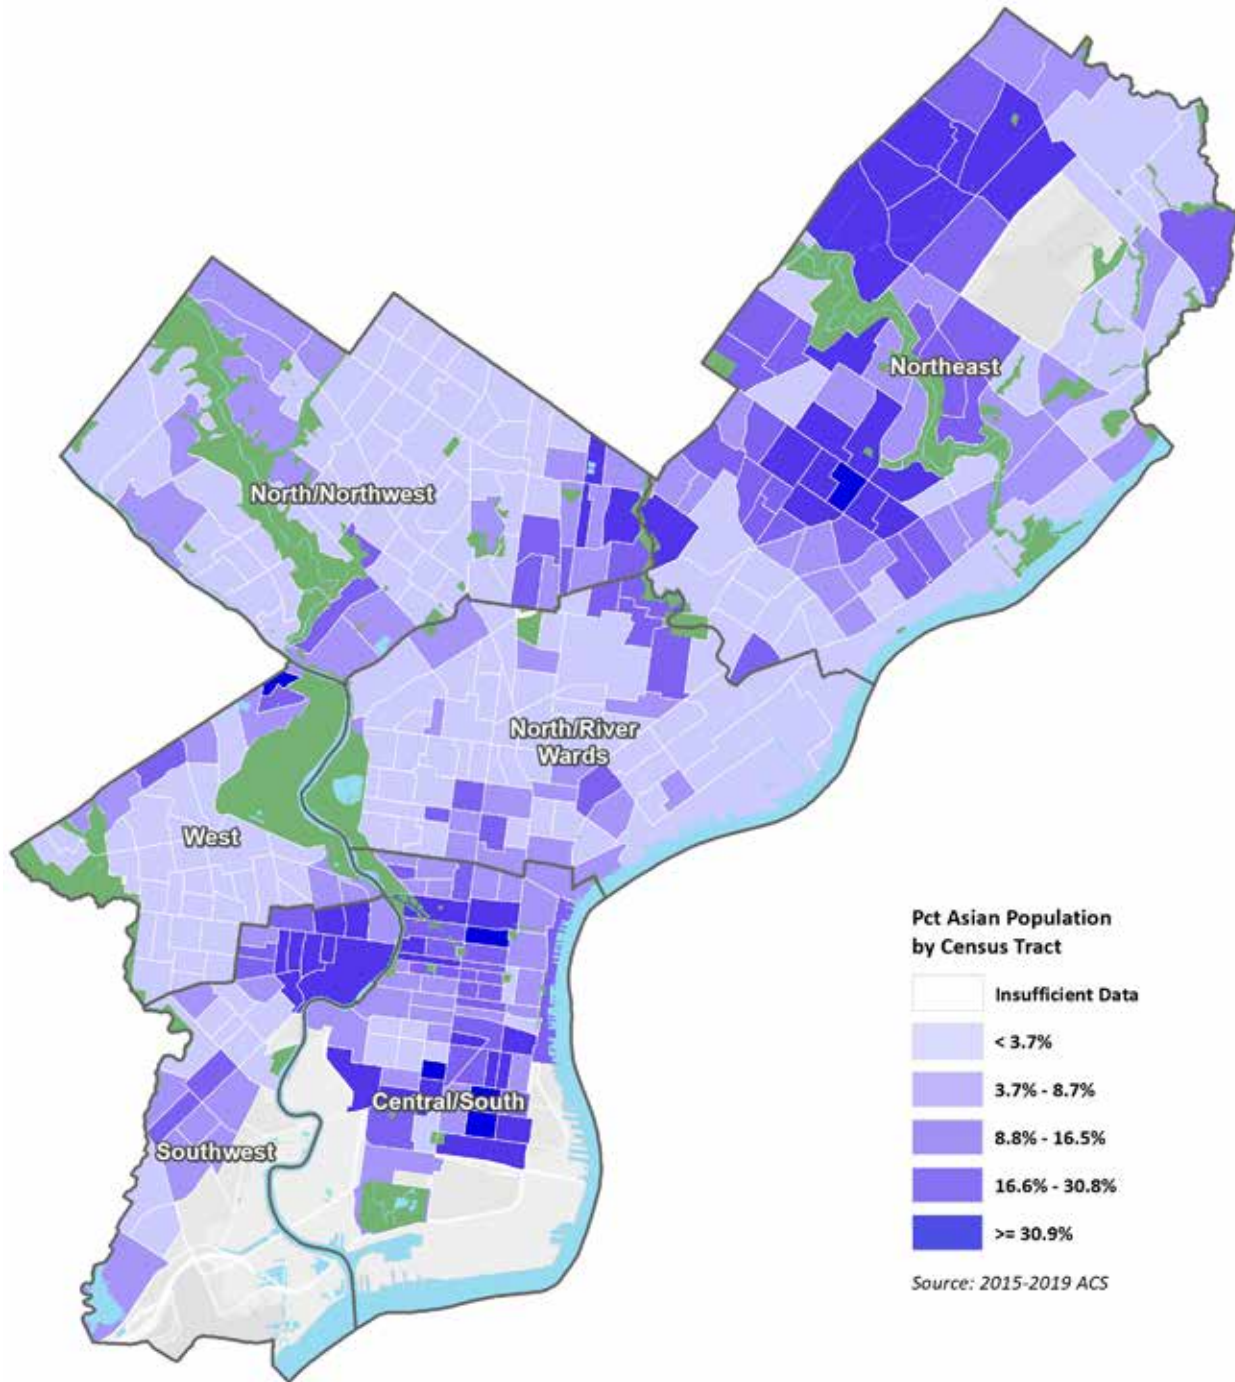 Northeast
North/Northwest
North/River
Wards
West
Pct Asian Population
by Census Tract
Insufficient Data
< 3.7%
3.7% - 8.7%
8.8% - 16.5%
16.6% - 30.8%
>= 30.9%
Source: 2015-2019 ACS
Central/South
Southwest